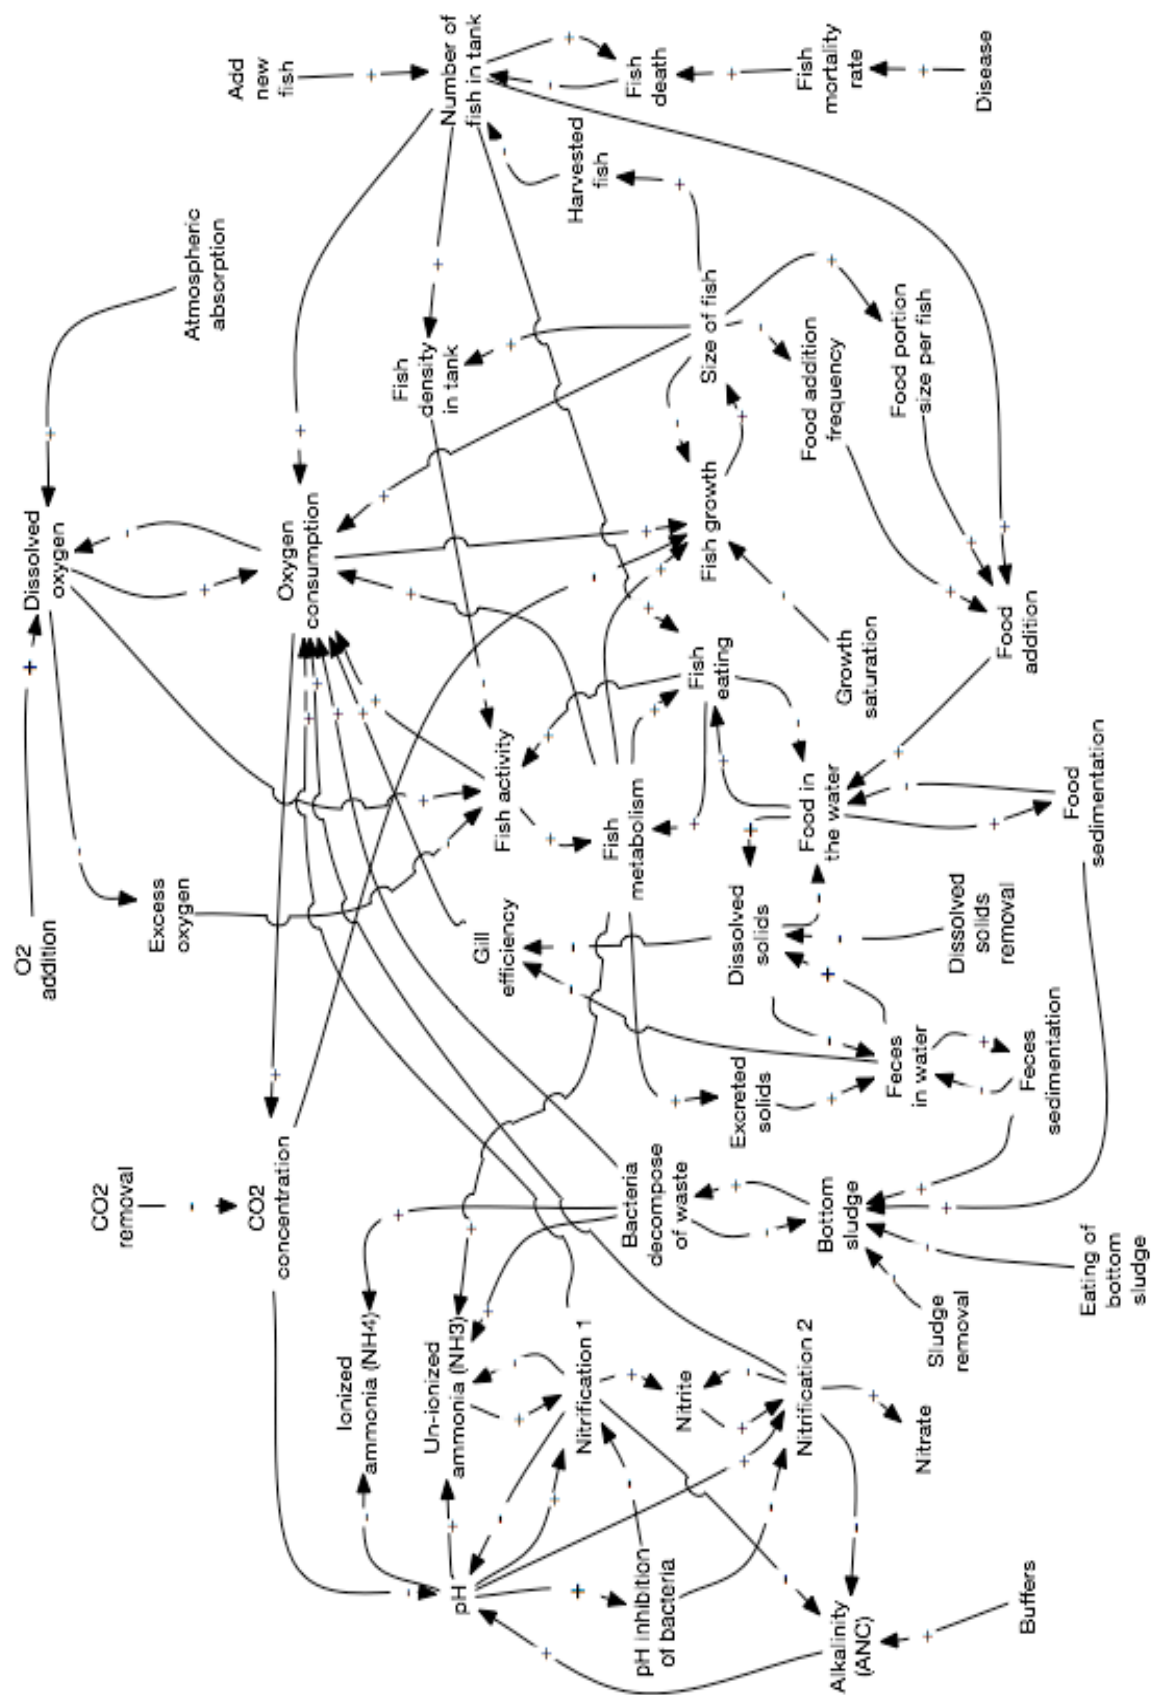 O2
addition
CO2
removal
Dissolved
oxygen
Atmospheric
absorption
Add
new
fish
Excess
oxygen
CO2
concentration
Oxygen
consumption
Number of
fish in tank
Ionized
ammonia (NH4)
Un-ionized
ammonia (NH3)
Fish
density
in tank
Harvested
fish
Fish
death
pH
Nitrification 1
Gill
efficiency
Fish activity
Fish
mortality
rate
Disease
pH inhibition
of bacteria
Nitrite
Bacteria
decompose
of waste
Fish
metabolism
Fish
eating
Fish growth
Size of fish
Excreted
solids
Dissolved
solids
Food in
the water
Growth
saturation
Food addition
frequency
Food portion
size per fish
Alkalinity
(ANC)
Nitrification 2
Nitrate
Bottom
sludge
Feces
in water
Dissolved
solids
removal
Food
addition
Buffers
Sludge
removal
Eating of
bottom
sludge
Feces
sedimentation
Food
sedimentation